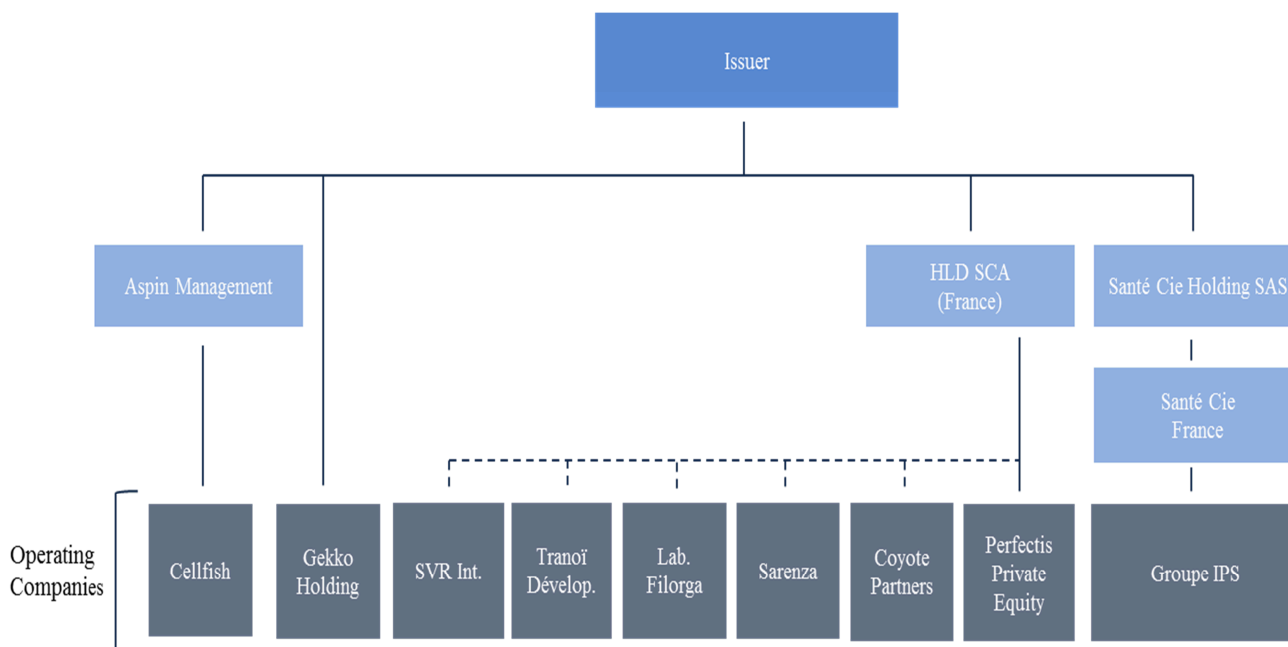 Issuer
Aspin Management
HLD SCA
(France)
Santé Cie Holding SAS
Santé Cie
France
Operating
Companies
Cellfish
Gekko
Holding
SVR Int.
Tranoï
Dévelop.
Lab.
Filorga
Sarenza
Coyote
Partners
Perfectis
Private
Equity
Groupe IPS